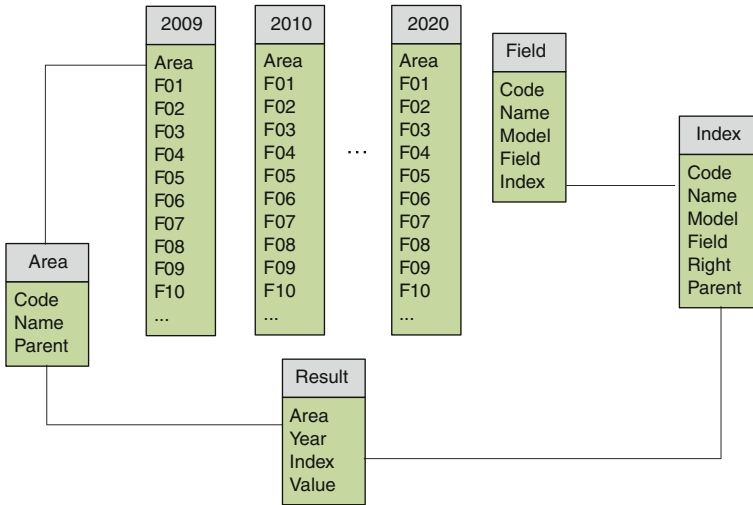 2009
Area
F01
F02
F03
F04
F05
F06
F07
F08
F09
F10
...
2010
Area
F01
F02
F03
F04
F05
F06
F07
F08
F09
F10
...
...
2020
Area
F01
F02
F03
F04
F05
F06
F07
F08
F09
F10
...
Field
Code
Name
Model
Field
Index
Index
Code
Name
Model
Field
Right
Parent
Area
Code
Name
Parent
Result
Area
Year
Index
Value